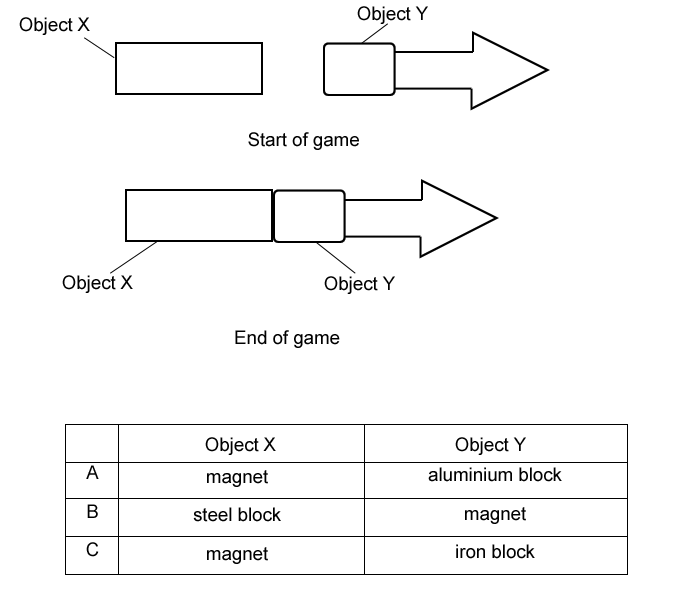 Object Y
Object X
Start of game
Object X
Object Y
End of game
Object X Object Y
A magnet aluminium block
B steel block magnet
C magnet iron block